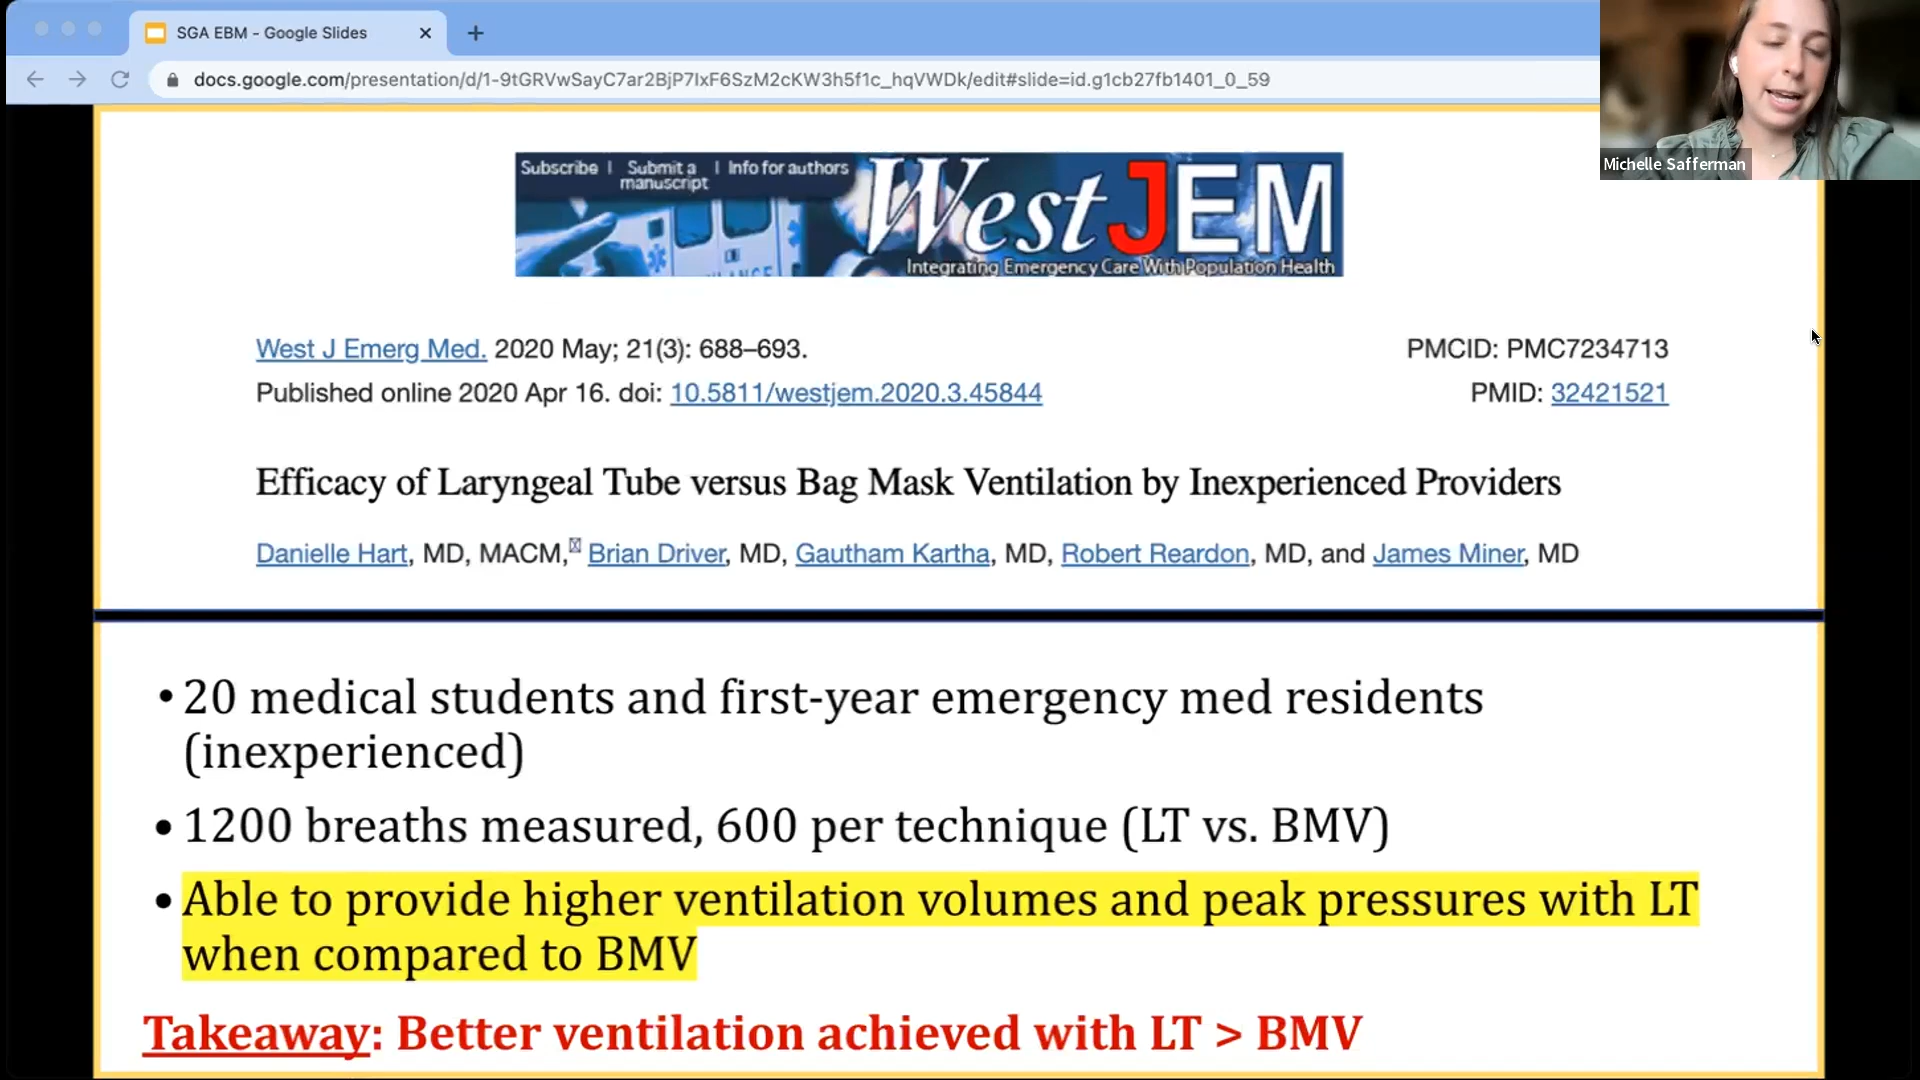 SGA EBM - Google Slides
docs.google.com/presentation/d/1-9tGRVwSayC7ar2BjP7IxF6SzM2cKW3h5f1c_hqVWDk/edit#slide=id.g1cb27fb1401_0_59
Michelle Safferman
Subscribe | Submit a manuscript | Info for authors
West JEM
Integrating Emergency Care With Population Health
West J Emerg Med. 2020 May; 21(3): 688–693.
PMCID: PMC7234713
Published online 2020 Apr 16. doi: 10.5811/westjem.2020.3.45844
PMID: 32421521
Efficacy of Laryngeal Tube versus Bag Mask Ventilation by Inexperienced Providers
Danielle Hart, MD, MACM, Brian Driver, MD, Gautham Kartha, MD, Robert Reardon, MD, and James Miner, MD
• 20 medical students and first-year emergency med residents
(inexperienced)
• 1200 breaths measured, 600 per technique (LT vs. BMV)
• Able to provide higher ventilation volumes and peak pressures with LT
when compared to BMV
Takeaway: Better ventilation achieved with LT > BMV